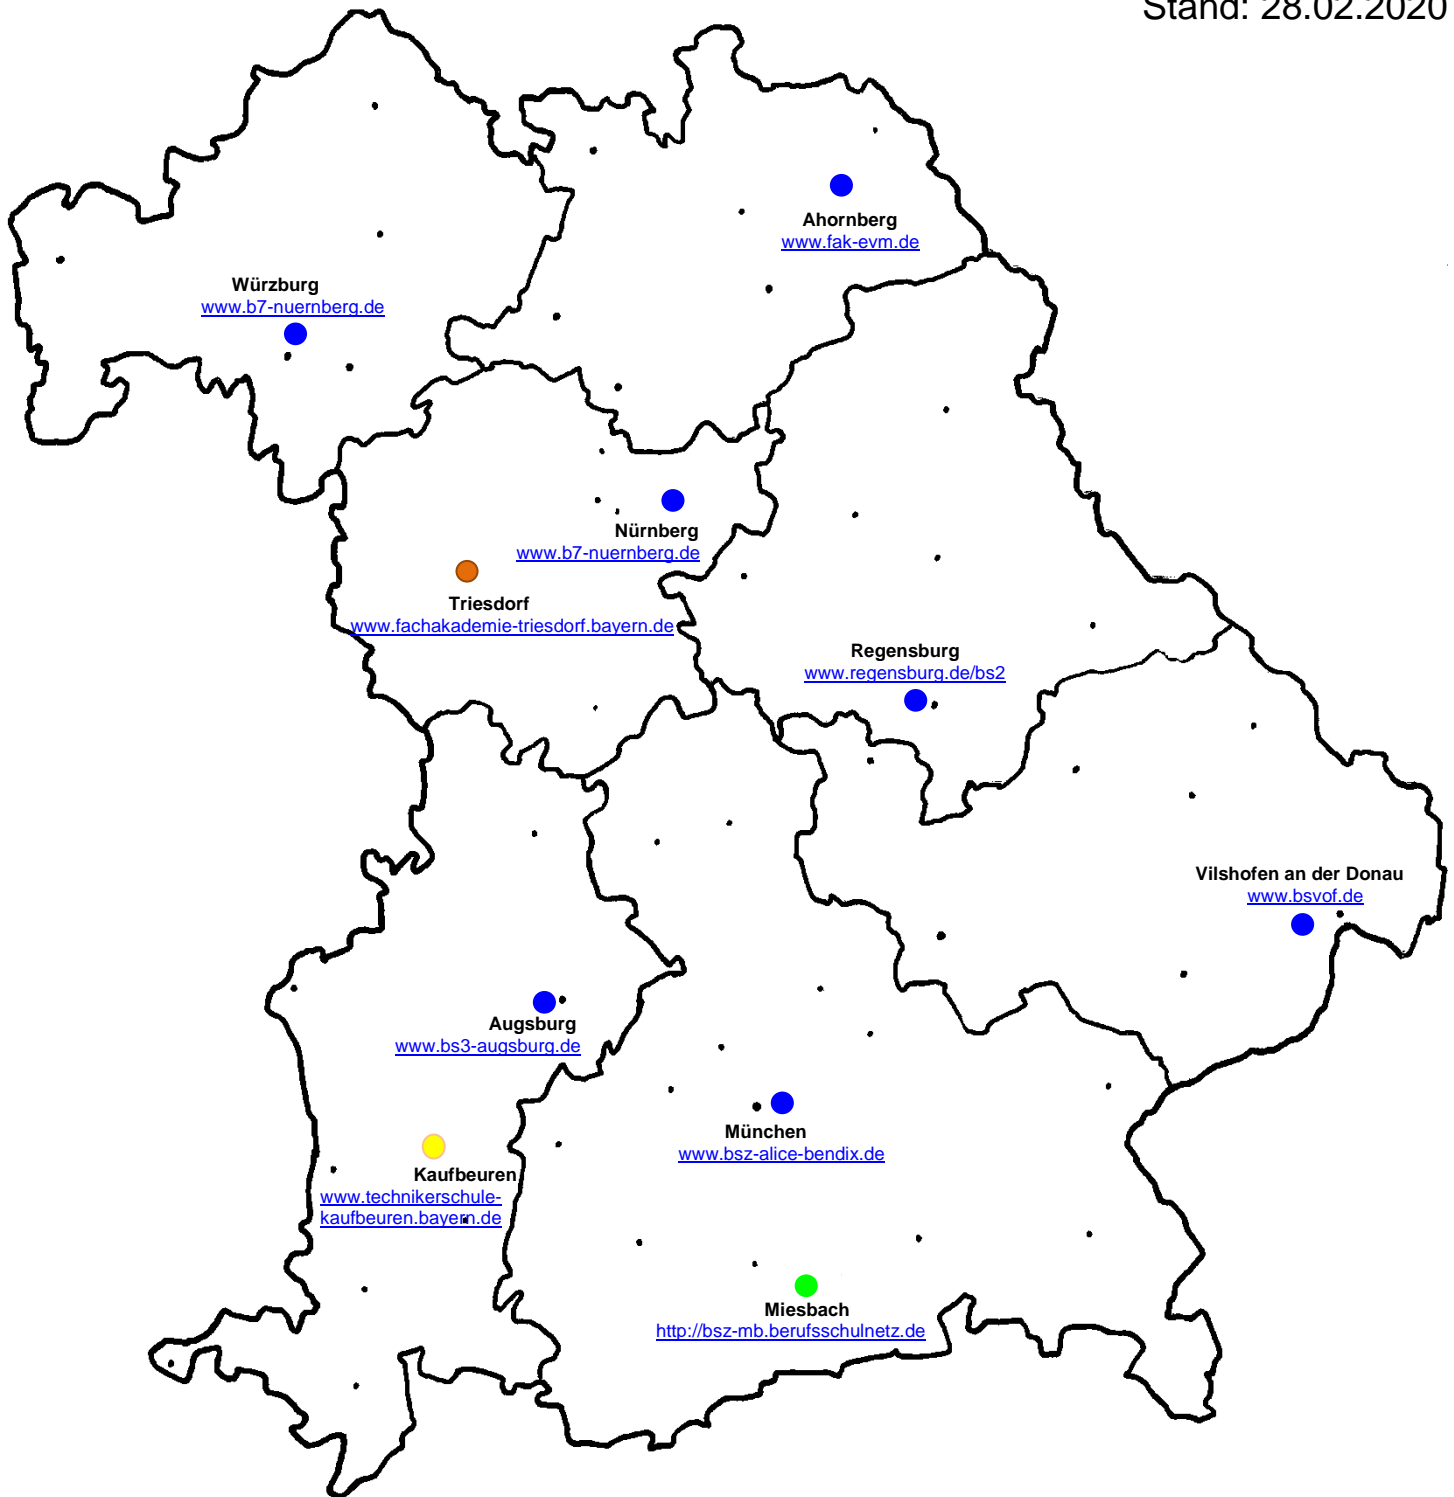 Stand: 28.02.2020
Ahornberg
www.fak-evm.de
Würzburg
www.b7-nuernberg.de
Nürnberg
www.b7-nuernberg.de
Triesdorf
www.fachakademie-triesdorf.bayern.de
Regensburg
www.regensburg.de/bs2
Vilshofen an der Donau
www.bsvof.de
Augsburg
www.bs3-augsburg.de
München
www.bsz-alice-bendix.de
Kaufbeuren
www.technikerschule-
kaufbeuren.bayern.de
Miesbach
http://bsz-mb.berufsschulnetz.de